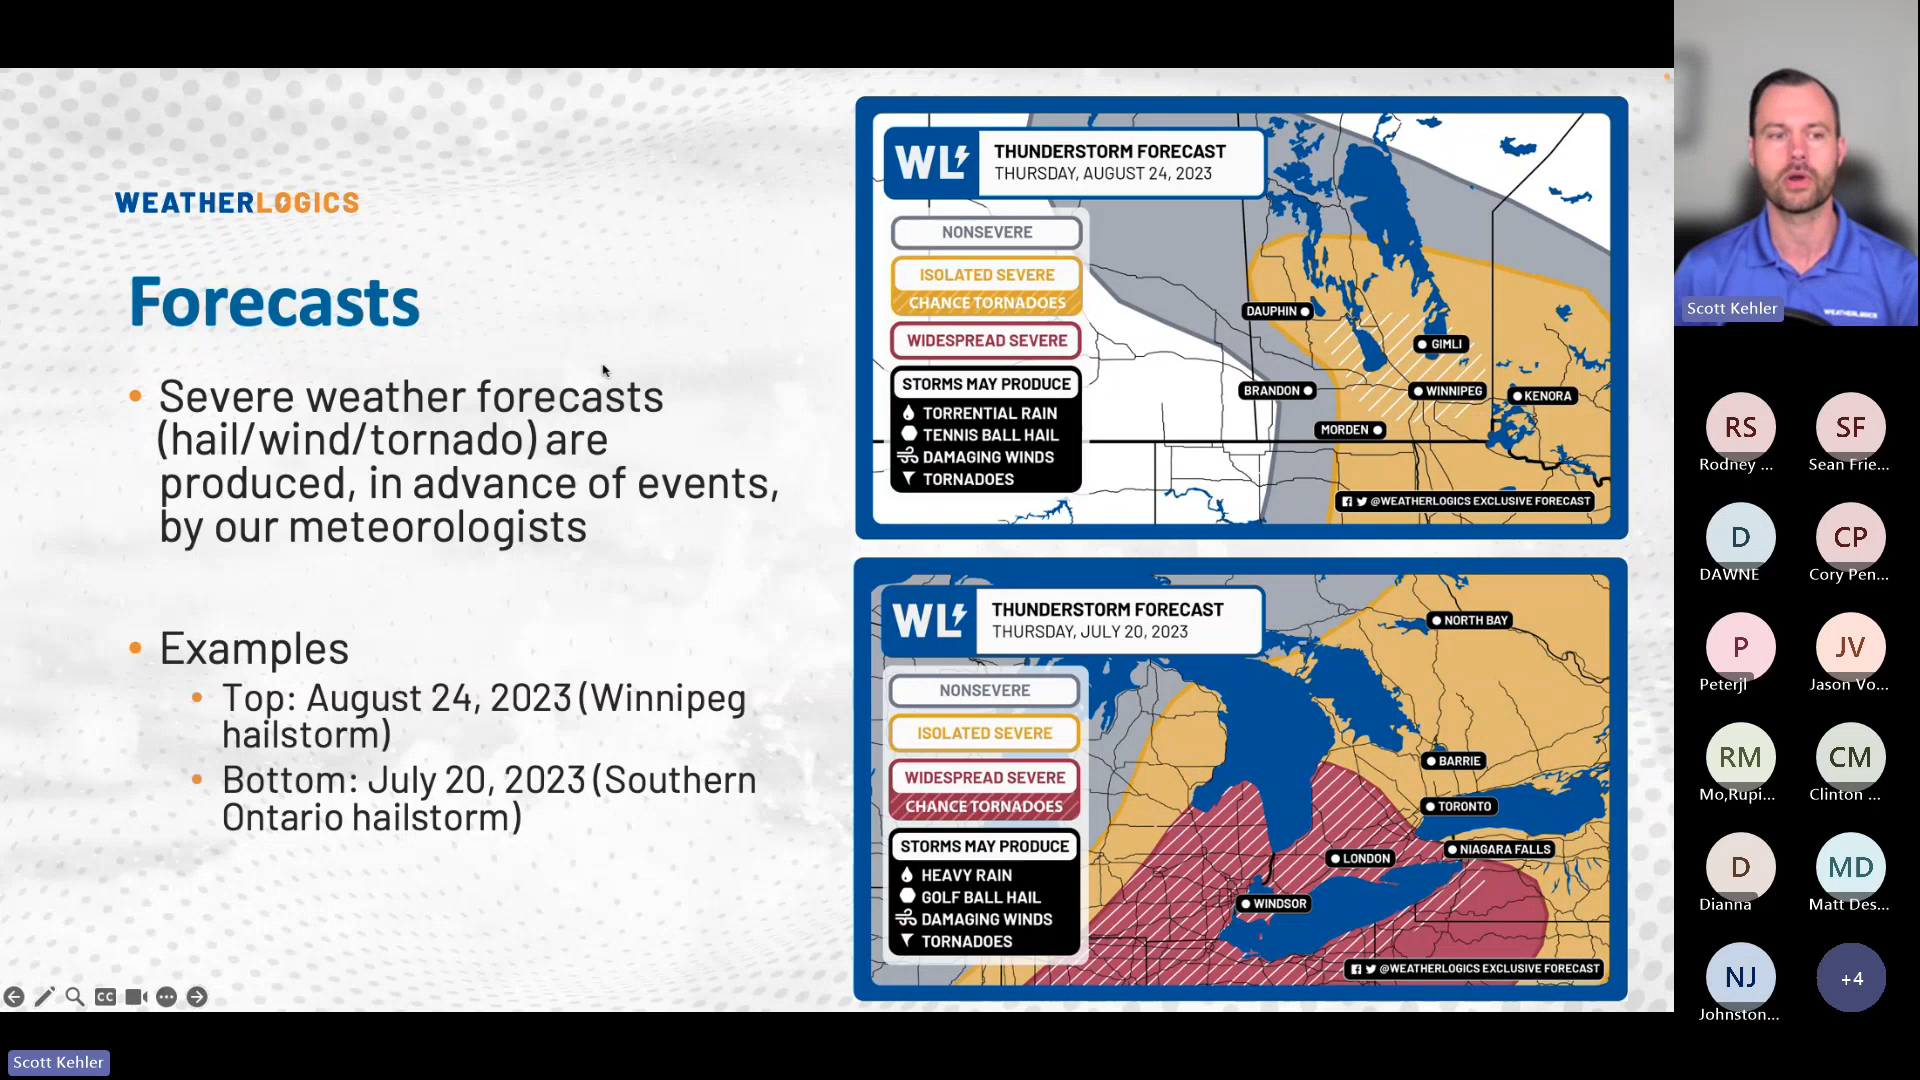 WEATHERLOGICS
Forecasts
• Severe weather forecasts
(hail/wind/tornado) are
produced, in advance of events,
by our meteorologists
• Examples
• Top: August 24, 2023 (Winnipeg
hailstorm)
• Bottom: July 20, 2023 (Southern
Ontario hailstorm)
WL
THUNDERSTORM FORECAST
THURSDAY, AUGUST 24, 2023
NONSEVERE
ISOLATED SEVERE
CHANCE TORNADOES
WIDESPREAD SEVERE
STORMS MAY PRODUCE
TORRENTIAL RAIN
TENNIS BALL HAIL
DAMAGING WINDS
TORNADOES
DAUPHIN
GIMLI
BRANDON
WINNIPEG
KENORA
MORDEN
@WEATHERLOGICS EXCLUSIVE FORECAST
WL
THUNDERSTORM FORECAST
THURSDAY, JULY 20, 2023
NONSEVERE
ISOLATED SEVERE
WIDESPREAD SEVERE
CHANCE TORNADOES
STORMS MAY PRODUCE
HEAVY RAIN
GOLF BALL HAIL
DAMAGING WINDS
TORNADOES
NORTH BAY
BARRIE
TORONTO
NIAGARA FALLS
LONDON
WINDSOR
@WEATHERLOGICS EXCLUSIVE FORECAST
CC
Scott Kehler
WEATHERLOGICS
Scott Kehler
RS
SF
Rodney ...
Sean Frie...
D
CP
DAWNE
Cory Pen...
P
JV
Peterjl
Jason Vo...
RM
CM
Mo,Rupi...
Clinton ...
D
MD
Dianna
Matt Des...
NJ
+4
Johnston...